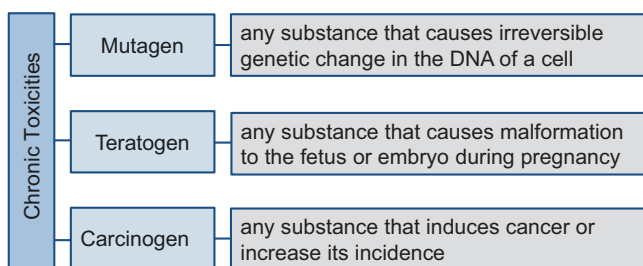 Chronic Toxicities
Mutagen
any substance that causes irreversible
genetic change in the DNA of a cell
Teratogen
any substance that causes malformation
to the fetus or embryo during pregnancy
Carcinogen
any substance that induces cancer or
increase its incidence